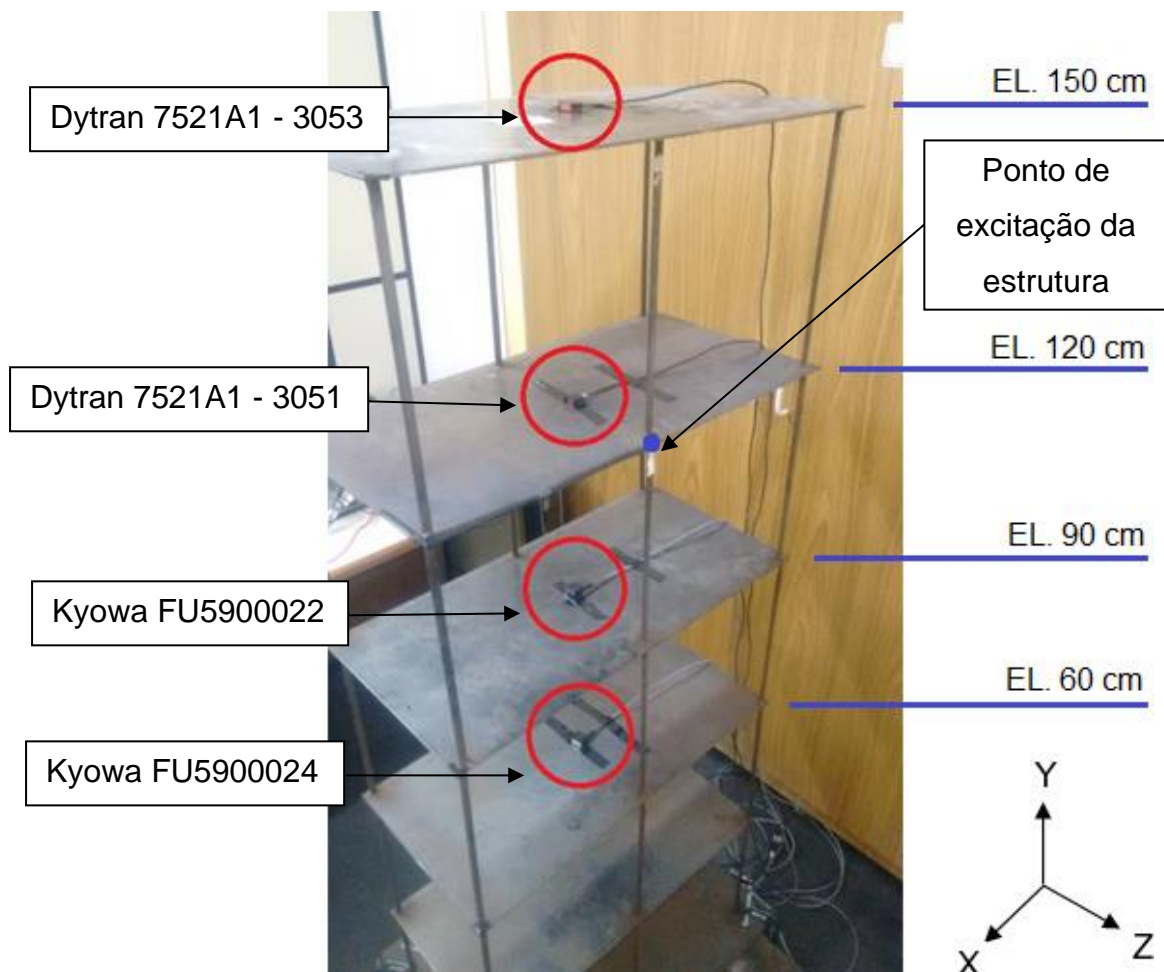 EL. 150 cm
Dytran 7521A1 - 3053
Ponto de
excitação da
estrutura
EL. 120 cm
Dytran 7521A1 - 3051
EL. 90 cm
Kyowa FU5900022
EL. 60 cm
Kyowa FU5900024
Y
X
Z